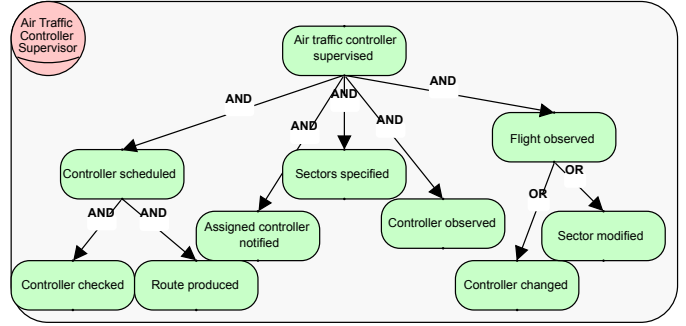 Air Traffic
Controller
Supervisor
Air traffic controller
supervised
AND
AND
AND
AND
AND
Flight observed
Controller scheduled
Sectors specified
OR
OR
AND
AND
Assigned controller
notified
Controller observed
Sector modified
Controller checked
Route produced
Controller changed